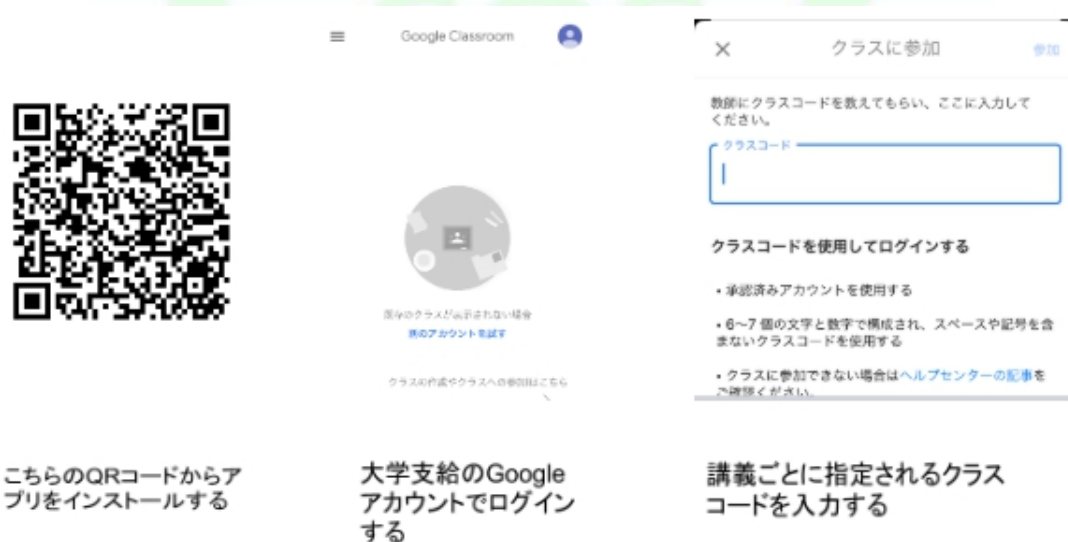 Google Classroom
既存のクラスが表示されない場合
別のアカウントを試す
クラスの作成やクラスへの参加はこちら
クラスに参加
参加
教師にクラスコードを教えてもらい、ここに入力して
ください。
クラスコード
クラスコードを使用してログインする
・承認済みアカウントを使用する
・6～7 個の文字と数字で構成され、スペースや記号を含
まないクラスコードを使用する
・クラスに参加できない場合はヘルプセンターの記事を
ご確認ください。
こちらのQRコードからア
プリをインストールする
大学支給のGoogle
アカウントでログイン
する
講義ごとに指定されるクラス
コードを入力する